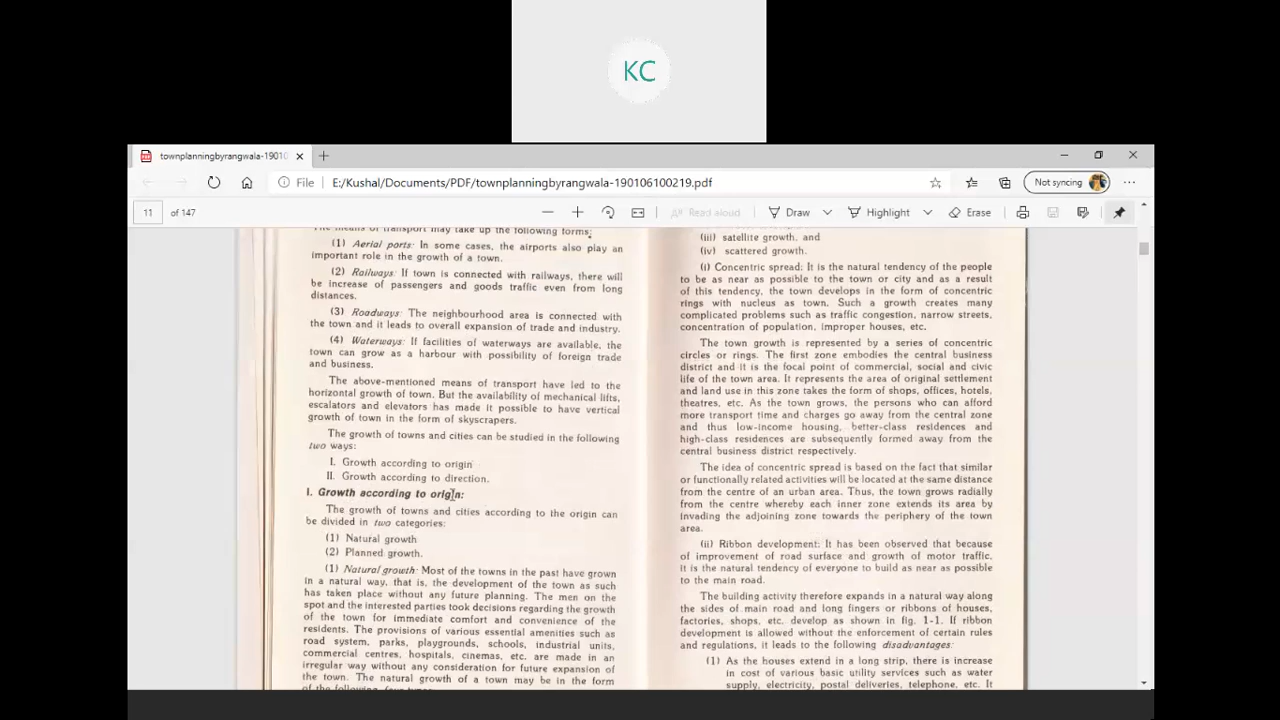 KC
townplanningbyrangwala-19010
File
E:/Kushal/Documents/PDF/townplanningbyrangwala-190106100219.pdf
Not syncing
11 of 147
Read aloud
Draw
Highlight
Erase
The means of transport may take up the following forms:
(1) Aerial ports: In some cases, the airports also play an
important role in the growth of a town.
(2) Railways: If town is connected with railways, there will
be increase of passengers and goods traffic even from long
distances.
(3) Roadways: The neighbourhood area is connected with
the town and it leads to overall expansion of trade and industry.
(4) Waterways: If facilities of waterways are available, the
town can grow as a harbour with possibility of foreign trade
and business.
The above-mentioned means of transport have led to the
horizontal growth of town. But the availability of mechanical lifts,
escalators and elevators has made it possible to have vertical
growth of town in the form of skyscrapers.
The growth of towns and cities can be studied in the following
two ways:
I. Growth according to origin
II. Growth according to direction.
I. Growth according to origin:
The growth of towns and cities according to the origin can
be divided in two categories:
(1) Natural growth
(2) Planned growth.
(1) Natural growth: Most of the towns in the past have grown
in a natural way, that is, the development of the town as such
has taken place without any future planning. The men on the
spot and the interested parties took decisions regarding the growth
of the town for immediate comfort and convenience of the
residents. The provisions of various essential amenities such as
road system, parks, playgrounds, schools, industrial units,
commercial centres, hospitals, cinemas, etc. are made in an
irregular way without any consideration for future expansion of
the town. The natural growth of a town may be in the form
of the following four types:
(iii) satellite growth, and
(iv) scattered growth.
(i) Concentric spread: It is the natural tendency of the people
to be as near as possible to the town or city and as a result
of this tendency, the town develops in the form of concentric
rings with nucleus as town. Such a growth creates many
complicated problems such as traffic congestion, narrow streets,
concentration of population, improper houses, etc.
The town growth is represented by a series of concentric
circles or rings. The first zone embodies the central business
district and it is the focal point of commercial, social and civic
life of the town area. It represents the area of original settlement
and land use in this zone takes the form of shops, offices, hotels,
theatres, etc. As the town grows, the persons who can afford
more transport time and charges go away from the central zone
and thus low-income housing, better-class residences and
high-class residences are subsequently formed away from the
central business district respectively.
The idea of concentric spread is based on the fact that similar
or functionally related activities will be located at the same distance
from the centre of an urban area. Thus, the town grows radially
from the centre whereby each inner zone extends its area by
invading the adjoining zone towards the periphery of the town
area.
(ii) Ribbon development: It has been observed that because
of improvement of road surface and growth of motor traffic,
it is the natural tendency of everyone to build as near as possible
to the main road.
The building activity therefore expands in a natural way along
the sides of main road and long fingers or ribbons of houses,
factories, shops, etc. develop as shown in fig. 1-1. If ribbon
development is allowed without the enforcement of certain rules
and regulations, it leads to the following disadvantages:
(1) As the houses extend in a long strip, there is increase
in cost of various basic utility services such as water
supply, electricity, postal deliveries, telephone, etc. It